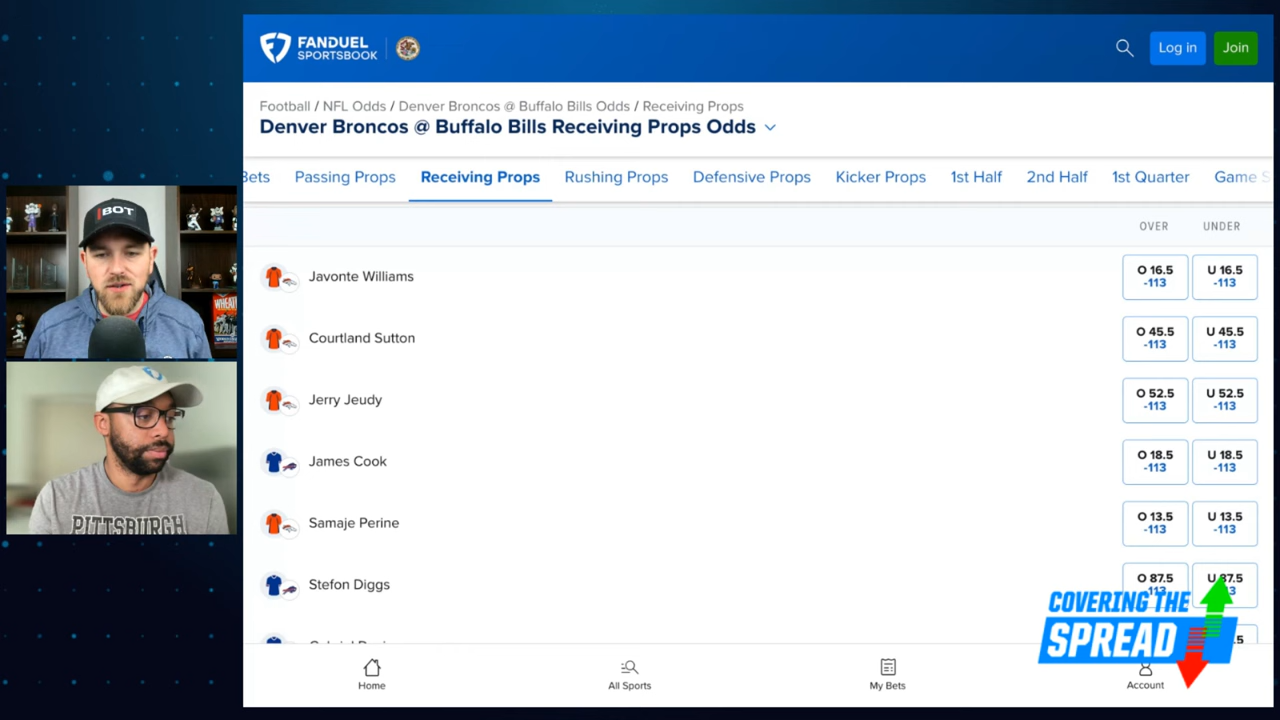 FANDUEL
SPORTSBOOK
Log in
Join
Football / NFL Odds / Denver Broncos @ Buffalo Bills Odds / Receiving Props
Denver Broncos @ Buffalo Bills Receiving Props Odds
Bets Passing Props Receiving Props Rushing Props Defensive Props Kicker Props 1st Half 2nd Half 1st Quarter Game S
OVER UNDER
Javonte Williams
O 16.5 U 16.5
-113 -113
Courtland Sutton
O 45.5 U 45.5
-113 -113
Jerry Jeudy
O 52.5 U 52.5
-113 -113
James Cook
O 18.5 U 18.5
-113 -113
Samaje Perine
O 13.5 U 13.5
-113 -113
Stefon Diggs
O 87.5 U 87.5
COVERING THE
SPREAD
Home All Sports My Bets Account
BOT
PITTSBURGH